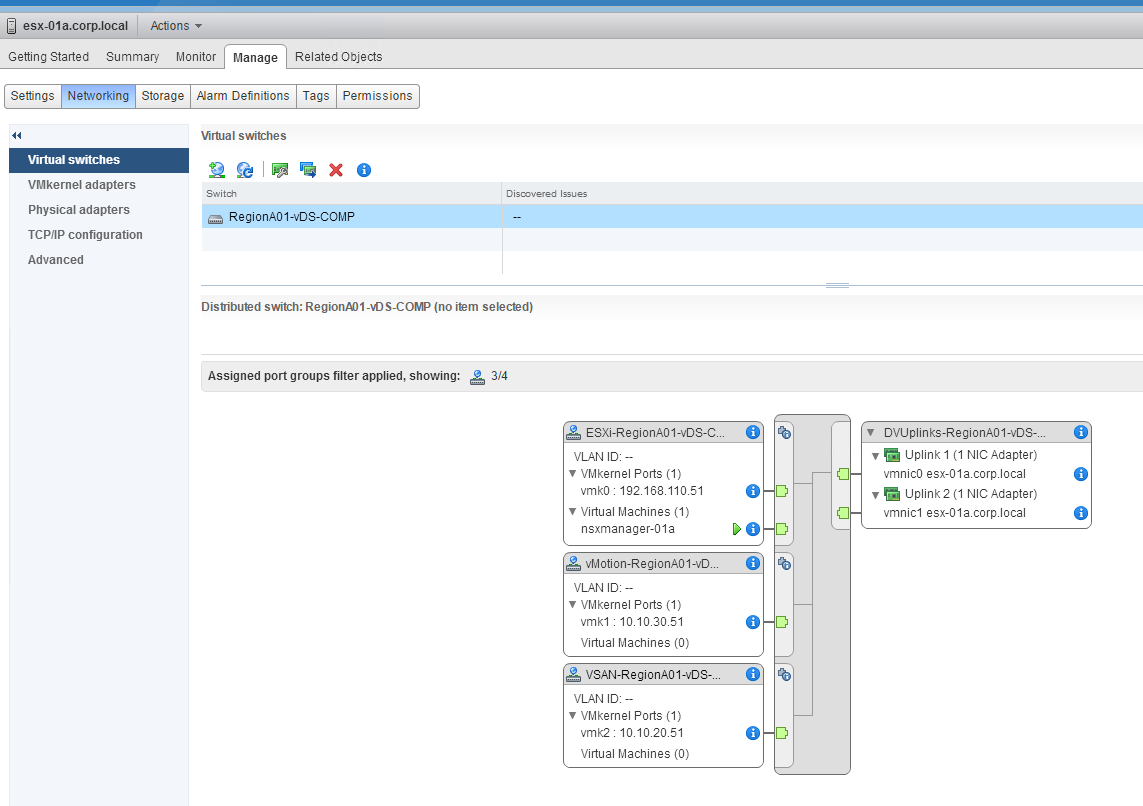 esx-01a.corp.local Actions
Getting Started Summary Monitor Manage Related Objects
Settings Networking Storage Alarm Definitions Tags Permissions
Virtual switches
VMkernel adapters
Physical adapters
TCP/IP configuration
Advanced
Virtual switches
Switch Discovered Issues
RegionA01-vDS-COMP --
Distributed switch: RegionA01-vDS-COMP (no item selected)
Assigned port groups filter applied, showing: 3/4
ESXi-RegionA01-vDS-C...
VLAN ID: --
VMkernel Ports (1)
vmk0 : 192.168.110.51
Virtual Machines (1)
nsxmanager-01a
vMotion-RegionA01-vD...
VLAN ID: --
VMkernel Ports (1)
vmk1 : 10.10.30.51
Virtual Machines (0)
VSAN-RegionA01-vDS-...
VLAN ID: --
VMkernel Ports (1)
vmk2 : 10.10.20.51
Virtual Machines (0)
DVUplinks-RegionA01-vDS-...
Uplink 1 (1 NIC Adapter)
vmnic0 esx-01a.corp.local
Uplink 2 (1 NIC Adapter)
vmnic1 esx-01a.corp.local